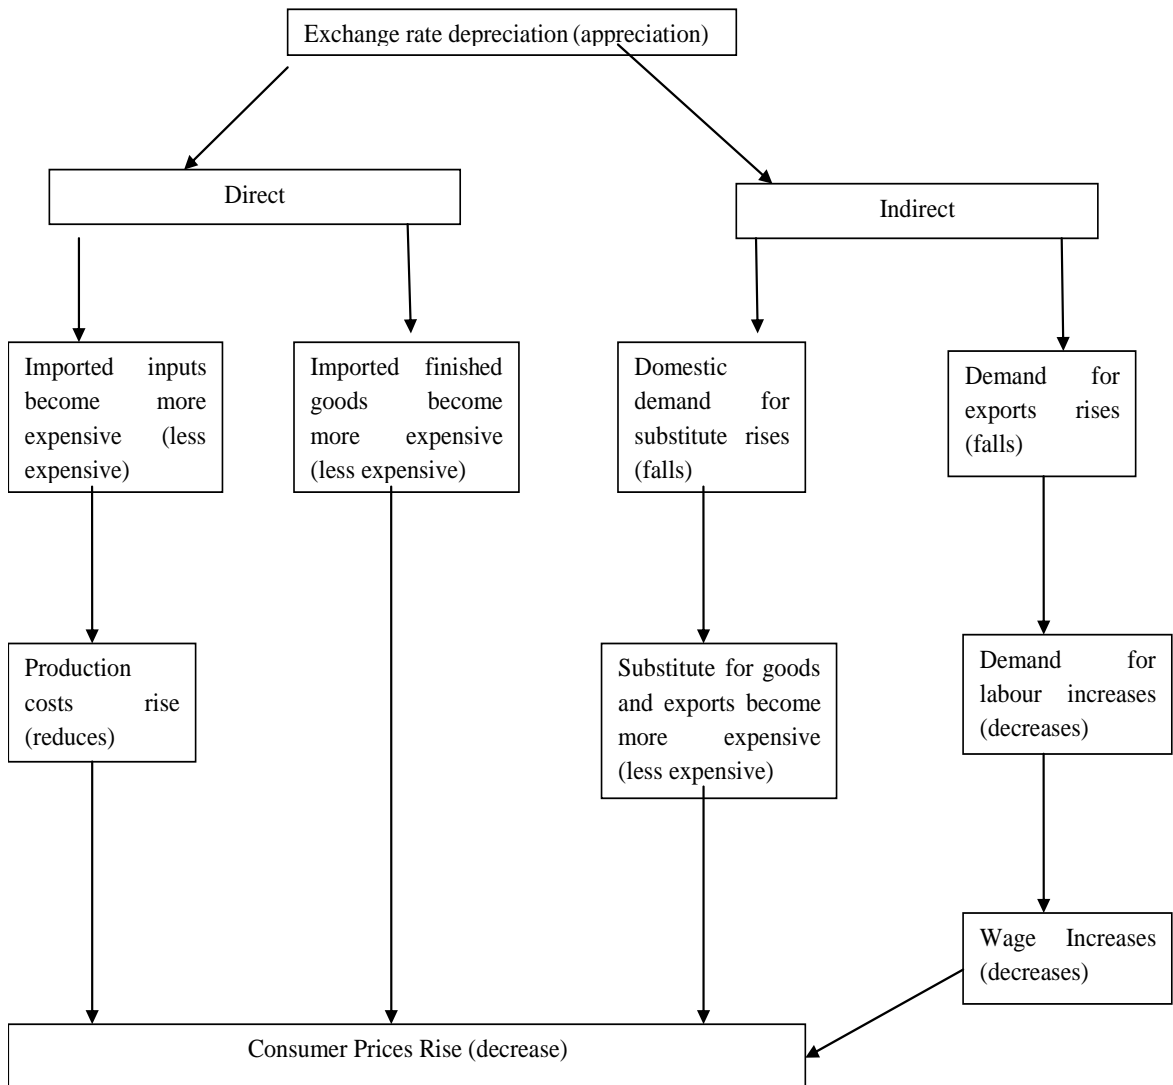 Exchange rate depreciation (appreciation)
Direct
Indirect
Imported inputs
become more
expensive (less
expensive)
Imported finished
goods become
more expensive
(less expensive)
Domestic
demand for
substitute rises
(falls)
Demand for
exports rises
(falls)
Production
costs rise
(reduces)
Substitute for goods
and exports become
more expensive
(less expensive)
Demand for
labour increases
(decreases)
Wage Increases
(decreases)
Consumer Prices Rise (decrease)